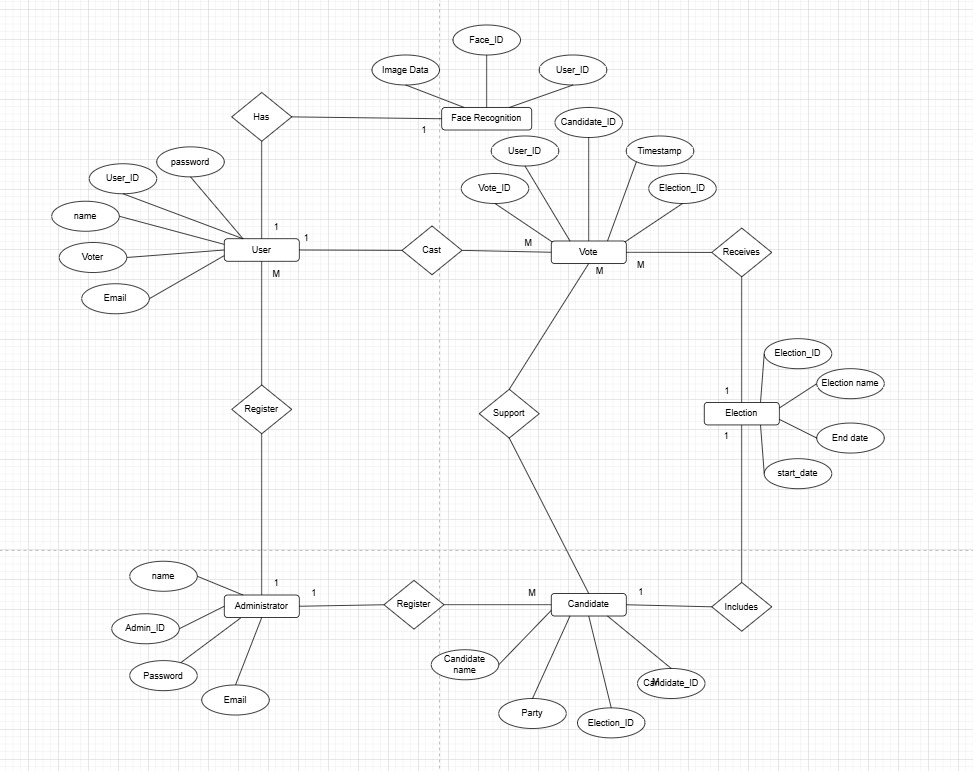 Face_ID
Image Data
User_ID
Has
Face Recognition
1
Candidate_ID
User_ID
Timestamp
password
User_ID
Vote_ID
Election_ID
name
1
1
User
Cast
M
Vote
Receives
Voter
M
M
M
Email
Election_ID
Election name
1
Register
Support
Election
1
End date
start_date
name
1
1
M
1
Administrator
Register
Candidate
Includes
Admin_ID
Candidate
name
Password
Candidate_ID
M
Email
Party
Election_ID